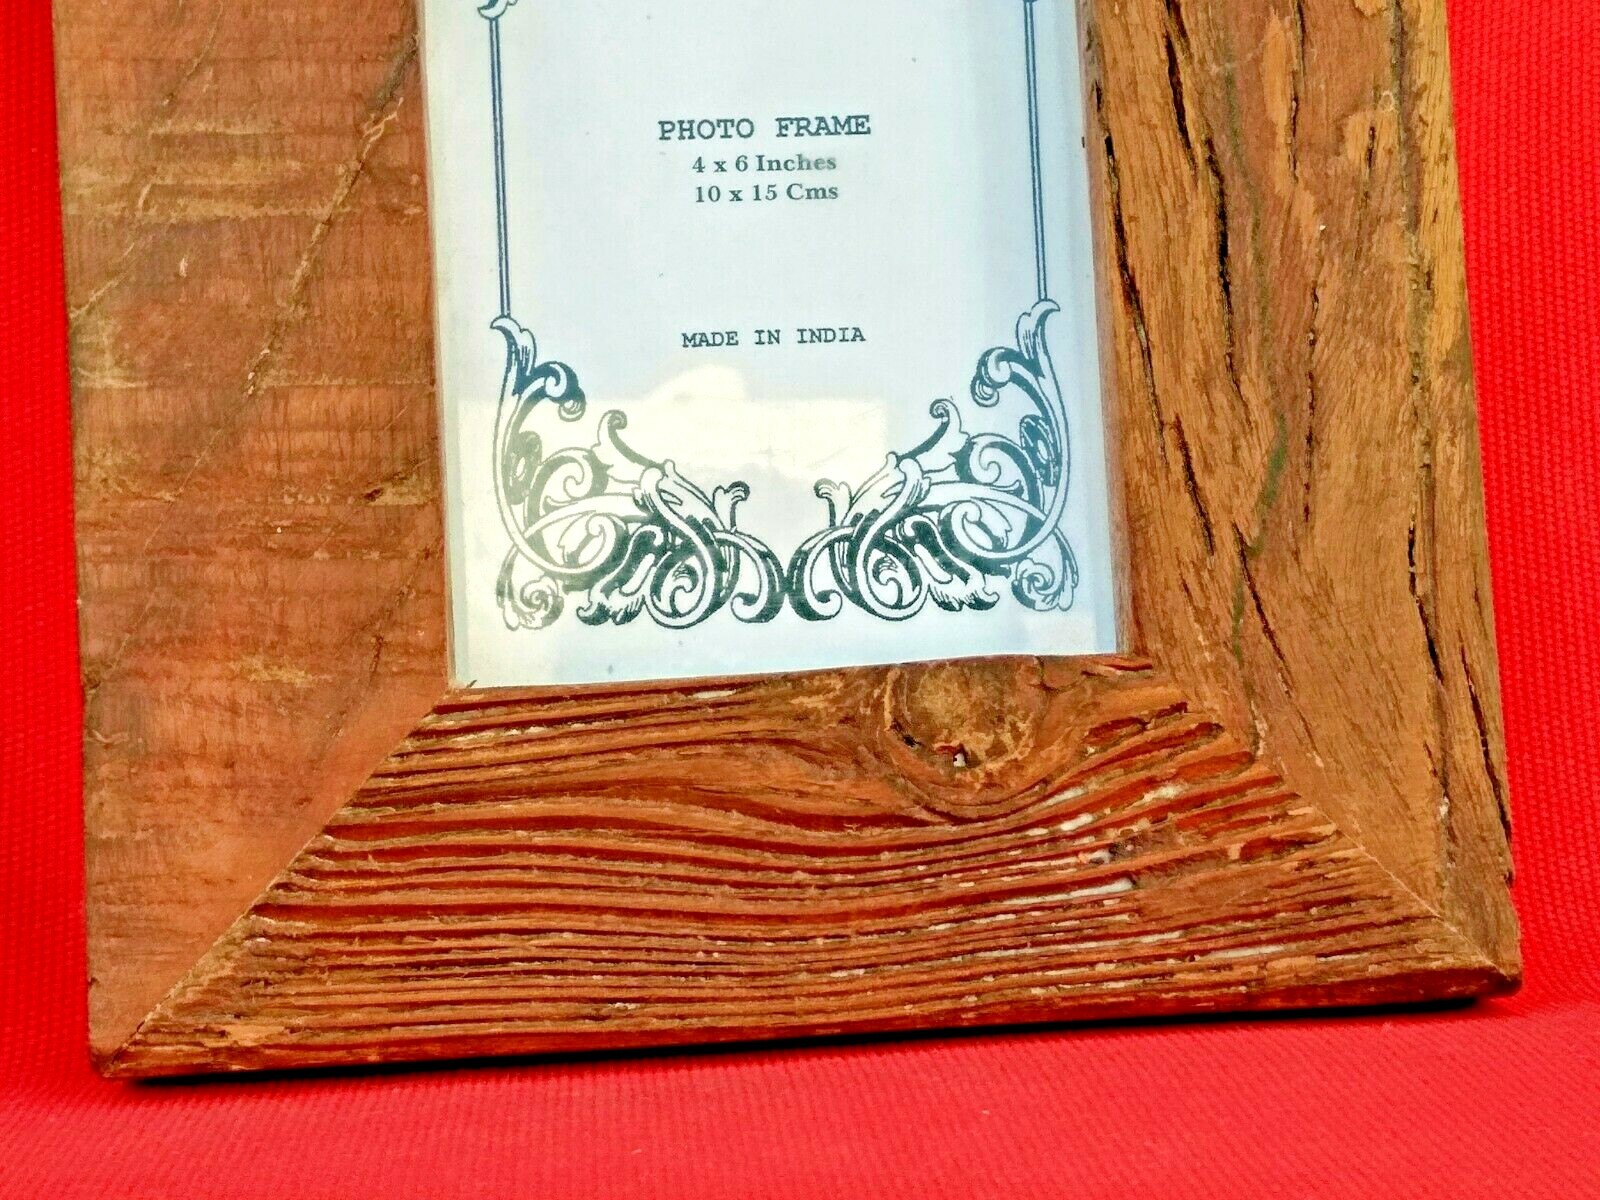 PHOTO FRAME
4 x 6 Inches
10 x 15 Cms
MADE IN INDIA